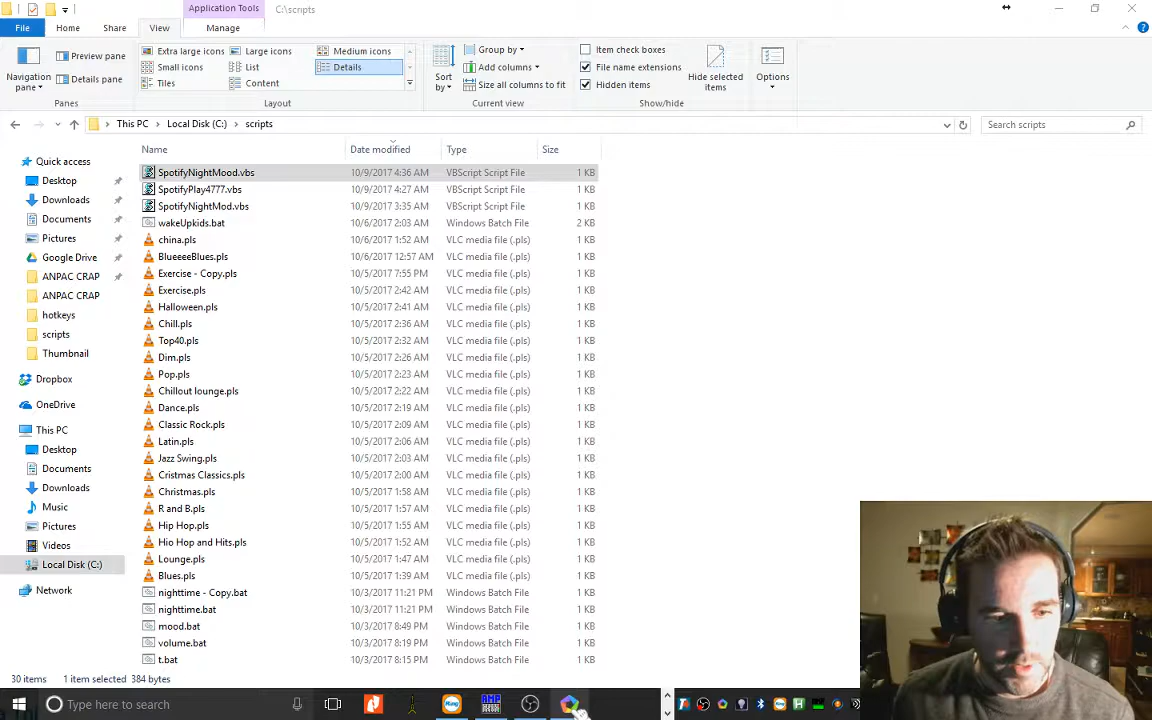 Application Tools
C:\scripts
File
Home
Share
View
Manage
Navigation pane
Preview pane
Details pane
Panes
Extra large icons
Large icons
Medium icons
Small icons
List
Details
Tiles
Content
Layout
Sort by
Group by
Add columns
Size all columns to fit
Current view
Item check boxes
File name extensions
Hidden items
Hide selected items
Show/hide
Options
This PC > Local Disk (C:) > scripts
Search scripts
Quick access
Desktop
Downloads
Documents
Pictures
Google Drive
ANPAC CRAP
ANPAC CRAP
hotkeys
scripts
Thumbnail
Dropbox
OneDrive
This PC
Desktop
Documents
Downloads
Music
Pictures
Videos
Local Disk (C:)
Network
Name Date modified Type Size
SpotifyNightMood.vbs 10/9/2017 4:36 AM VBScript Script File 1 KB
SpotifyPlay4777.vbs 10/9/2017 4:27 AM VBScript Script File 1 KB
SpotifyNightMod.vbs 10/9/2017 3:35 AM VBScript Script File 1 KB
wakeUpkids.bat 10/6/2017 2:03 AM Windows Batch File 2 KB
china.pls 10/6/2017 1:52 AM VLC media file (.pls) 1 KB
BlueeeeBlues.pls 10/6/2017 12:57 AM VLC media file (.pls) 1 KB
Exercise - Copy.pls 10/5/2017 7:55 PM VLC media file (.pls) 1 KB
Exercise.pls 10/5/2017 2:42 AM VLC media file (.pls) 1 KB
Halloween.pls 10/5/2017 2:41 AM VLC media file (.pls) 1 KB
Chill.pls 10/5/2017 2:36 AM VLC media file (.pls) 1 KB
Top40.pls 10/5/2017 2:32 AM VLC media file (.pls) 1 KB
Dim.pls 10/5/2017 2:26 AM VLC media file (.pls) 1 KB
Pop.pls 10/5/2017 2:23 AM VLC media file (.pls) 1 KB
Chillout lounge.pls 10/5/2017 2:22 AM VLC media file (.pls) 1 KB
Dance.pls 10/5/2017 2:19 AM VLC media file (.pls) 1 KB
Classic Rock.pls 10/5/2017 2:09 AM VLC media file (.pls) 1 KB
Latin.pls 10/5/2017 2:06 AM VLC media file (.pls) 1 KB
Jazz Swing.pls 10/5/2017 2:03 AM VLC media file (.pls) 1 KB
Cristmas Classics.pls 10/5/2017 2:00 AM VLC media file (.pls) 1 KB
Christmas.pls 10/5/2017 1:58 AM VLC media file (.pls) 1 KB
R and B.pls 10/5/2017 1:57 AM VLC media file (.pls) 1 KB
Hip Hop.pls 10/5/2017 1:55 AM VLC media file (.pls) 1 KB
Hio Hop and Hits.pls 10/5/2017 1:52 AM VLC media file (.pls) 1 KB
Lounge.pls 10/5/2017 1:47 AM VLC media file (.pls) 1 KB
Blues.pls 10/5/2017 1:39 AM VLC media file (.pls) 1 KB
nighttime - Copy.bat 10/3/2017 11:21 PM Windows Batch File 1 KB
nighttime.bat 10/3/2017 11:21 PM Windows Batch File 1 KB
mood.bat 10/3/2017 8:49 PM Windows Batch File 1 KB
volume.bat 10/3/2017 8:19 PM Windows Batch File 1 KB
t.bat 10/3/2017 8:15 PM Windows Batch File 1 KB
30 items 1 item selected 384 bytes
Type here to search